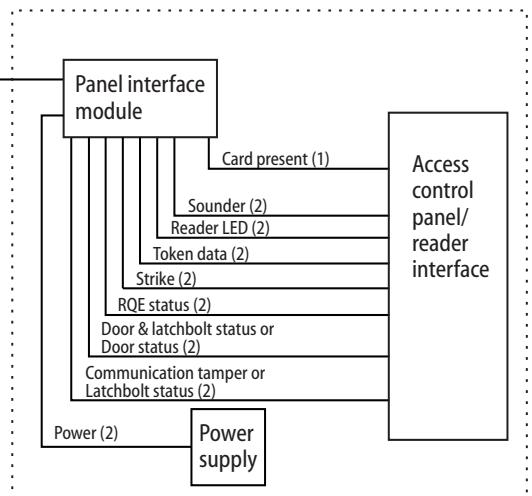 Panel interface
module
Card present (1)
Access
control
panel/
reader
interface
Sounder (2)
Reader LED (2)
Token data (2)
Strike (2)
RQE status (2)
Door & latchbolt status or
Door status (2)
Communication tamper or
Latchbolt status (2)
Power (2)
Power
supply